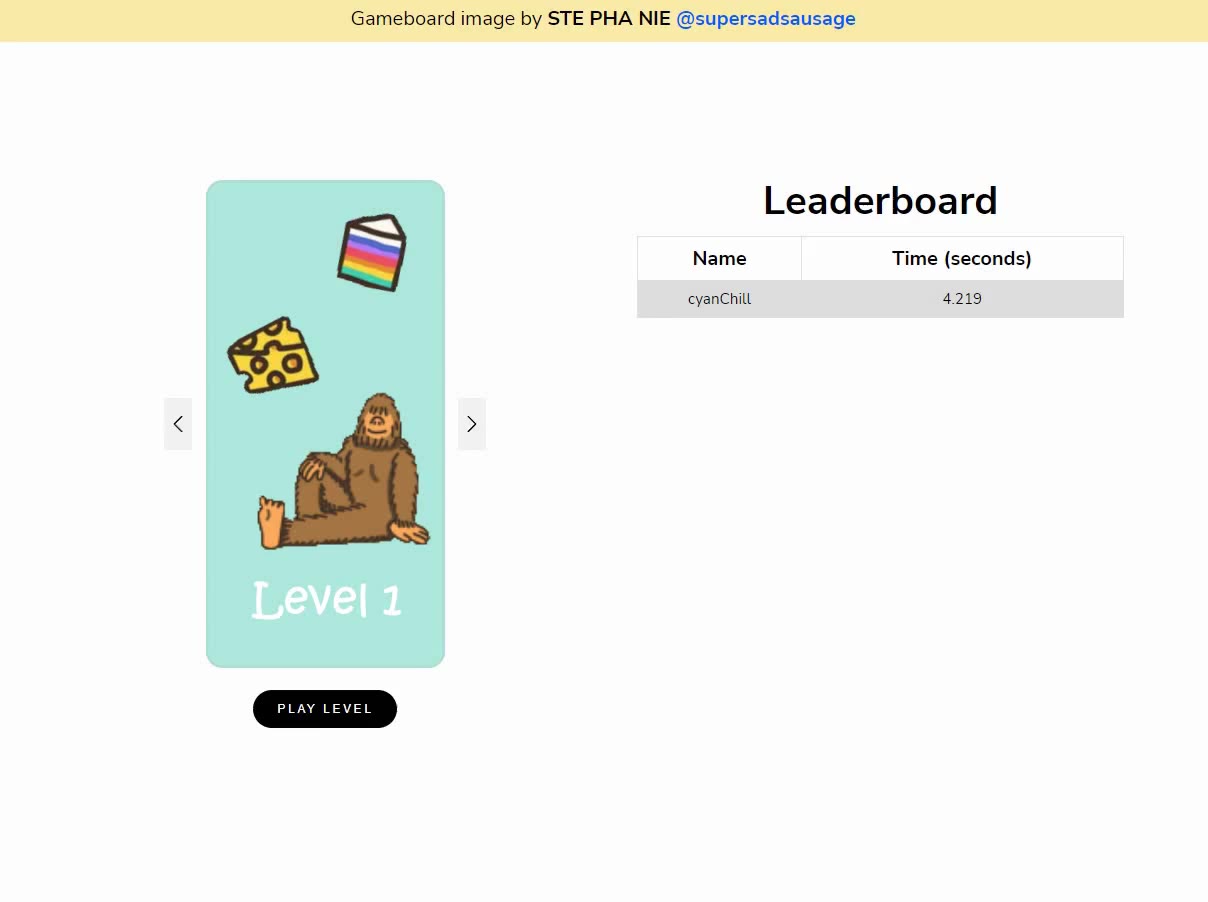 Gameboard image by STE PHA NIE @supersadsausage
Level 1
PLAY LEVEL
Leaderboard
Name Time (seconds)
cyanChill 4.219